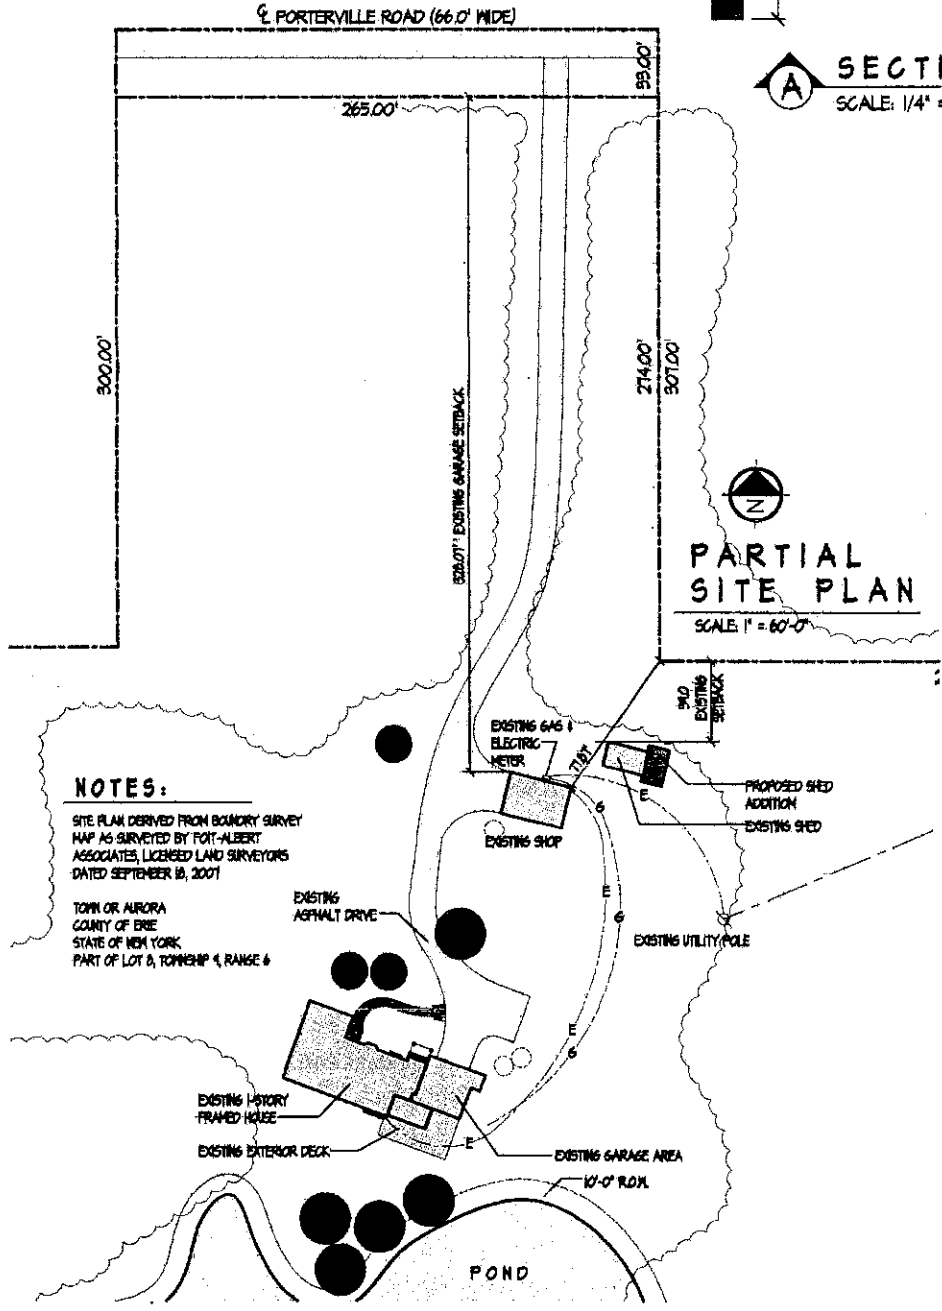 ℄ PORTERVILLE ROAD (66.0' WIDE)
33.00'
265.00'
A
SECTI
SCALE: 1/4" =
300.00'
274.00'
307.00'
EXISTING GARAGE SETBACK
N
PARTIAL
SITE PLAN
SCALE: 1" = 60'-0"
EXISTING
SETBACK
EXISTING GAS &
ELECTRIC
METER
PROPOSED SHED
ADDITION
EXISTING SHED
EXISTING SHOP
E
G
NOTES:
SITE PLAN DERIVED FROM BOUNDRY SURVEY
MAP AS SURVEYED BY FOIT-ALBERT
ASSOCIATES, LICENSED LAND SURVEYORS
DATED SEPTEMBER 18, 2007
TOWN OR AURORA
COUNTY OF ERIE
STATE OF NEW YORK
PART OF LOT 8, TOWNSHIP 9, RANGE 6
EXISTING
ASPHALT DRIVE
E
G
EXISTING UTILITY POLE
E
G
EXISTING 1-STORY
FRAMED HOUSE
EXISTING EXTERIOR DECK
E
EXISTING GARAGE AREA
10'-0" R.O.W.
POND